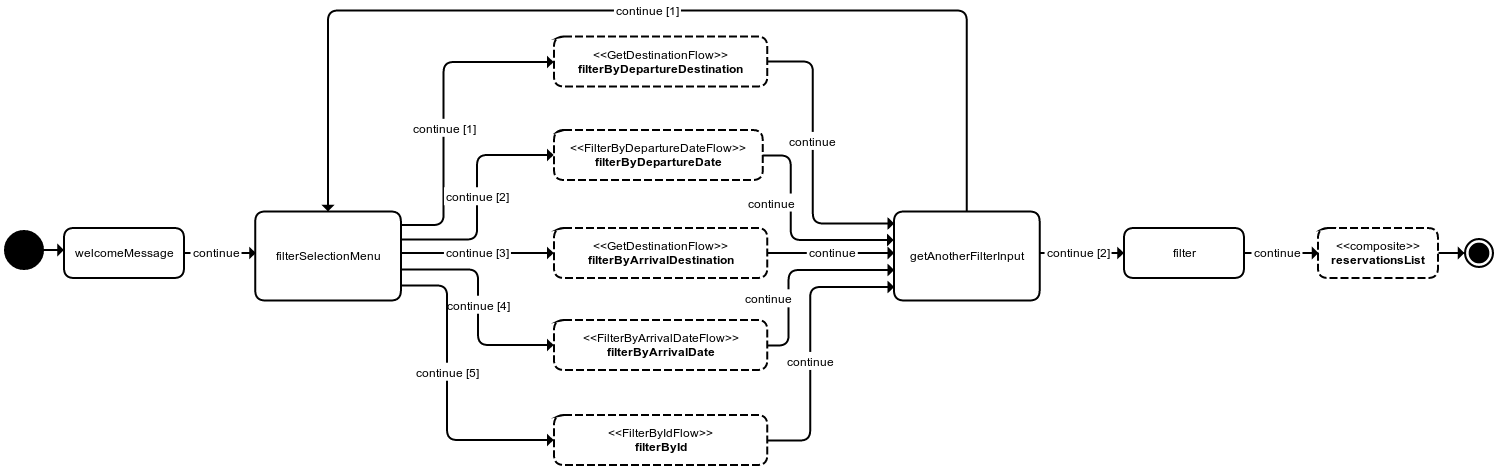 continue [1]
<<GetDestinationFlow>>
filterByDepartureDestination
continue [1]
continue
<<FilterByDepartureDateFlow>>
filterByDepartureDate
continue [2]
continue
welcomeMessage
continue
filterSelectionMenu
continue [3]
<<GetDestinationFlow>>
filterByArrivalDestination
continue
getAnotherFilterInput
continue [2]
filter
continue
<<composite>>
reservationsList
continue [4]
continue
<<FilterByArrivalDateFlow>>
filterByArrivalDate
continue [5]
continue
<<FilterByIdFlow>>
filterById